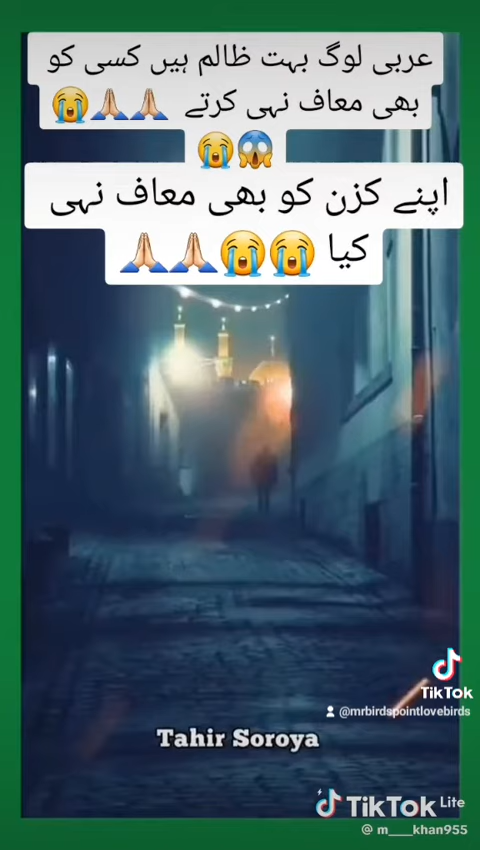 عربی لوگ بہت ظالم ہیں کسی کو
بھی معاف نہی کرتے 🙏🏻🙏🏻😭
😭😱
اپنے کزن کو بھی معاف نہی
کیا 😭😭🙏🏻🙏🏻
TikTok
@mrbirdspointlovebirds
Tahir Soroya
TikTok Lite
@ m___khan955